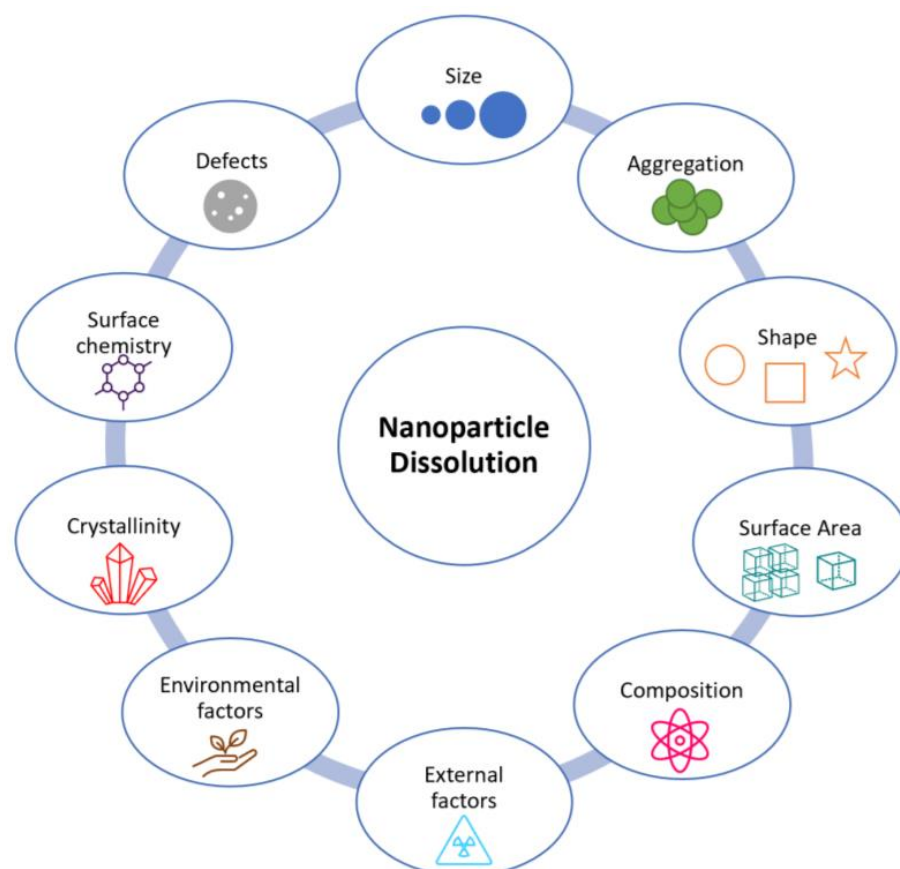 Size
Aggregation
Shape
Surface Area
Composition
External
factors
Environmental
factors
Crystallinity
Surface
chemistry
Defects
Nanoparticle
Dissolution